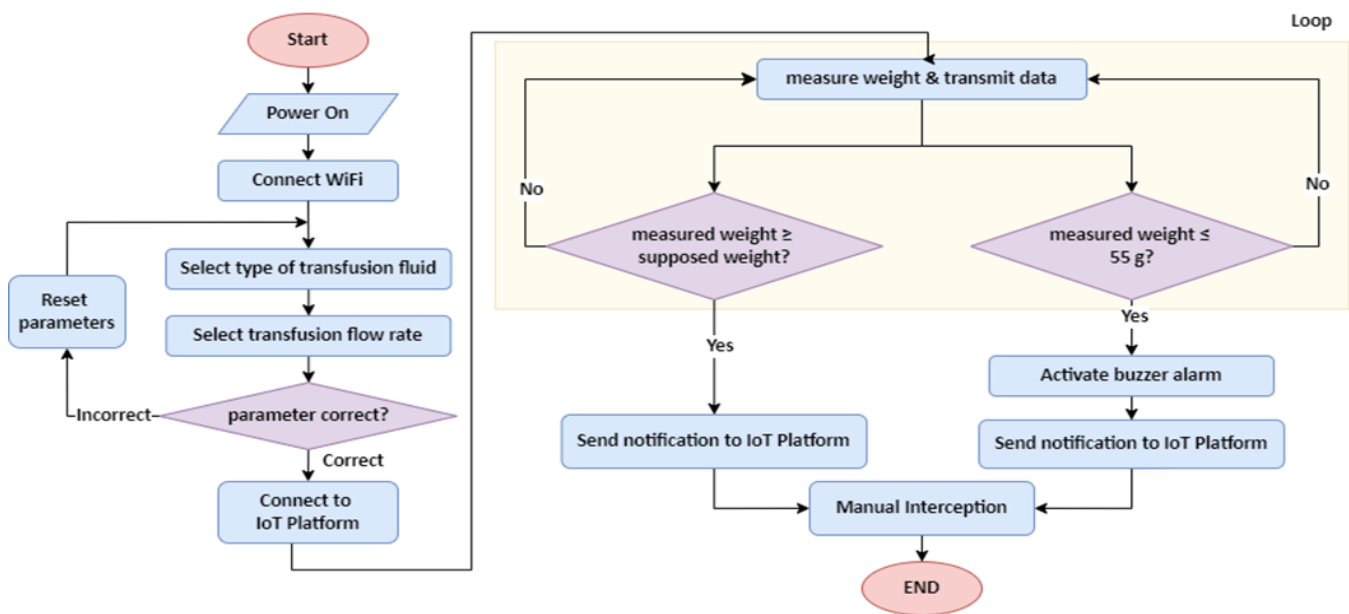 Start
Power On
Connect WiFi
Select type of transfusion fluid
Reset
parameters
Select transfusion flow rate
Incorrect
parameter correct?
Correct
Connect to
IoT Platform
Loop
measure weight & transmit data
No
No
measured weight ≥
supposed weight?
measured weight ≤
55 g?
Yes
Yes
Activate buzzer alarm
Send notification to IoT Platform
Send notification to IoT Platform
Manual Interception
END